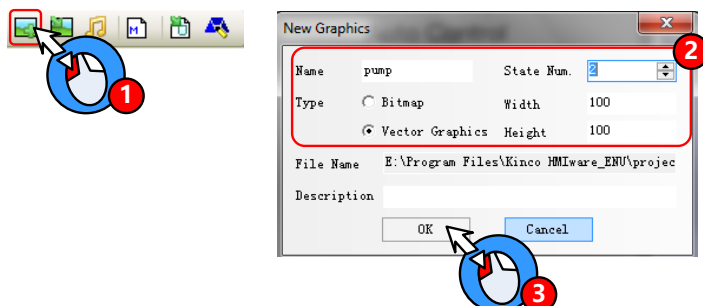 New Graphics
Name pump State Num. 2
Type Bitmap Width 100
Vector Graphics Height 100
File Name E:\Program Files\Kinco HMIware_ENU\projec
Description
OK Cancel
M
1
2
3